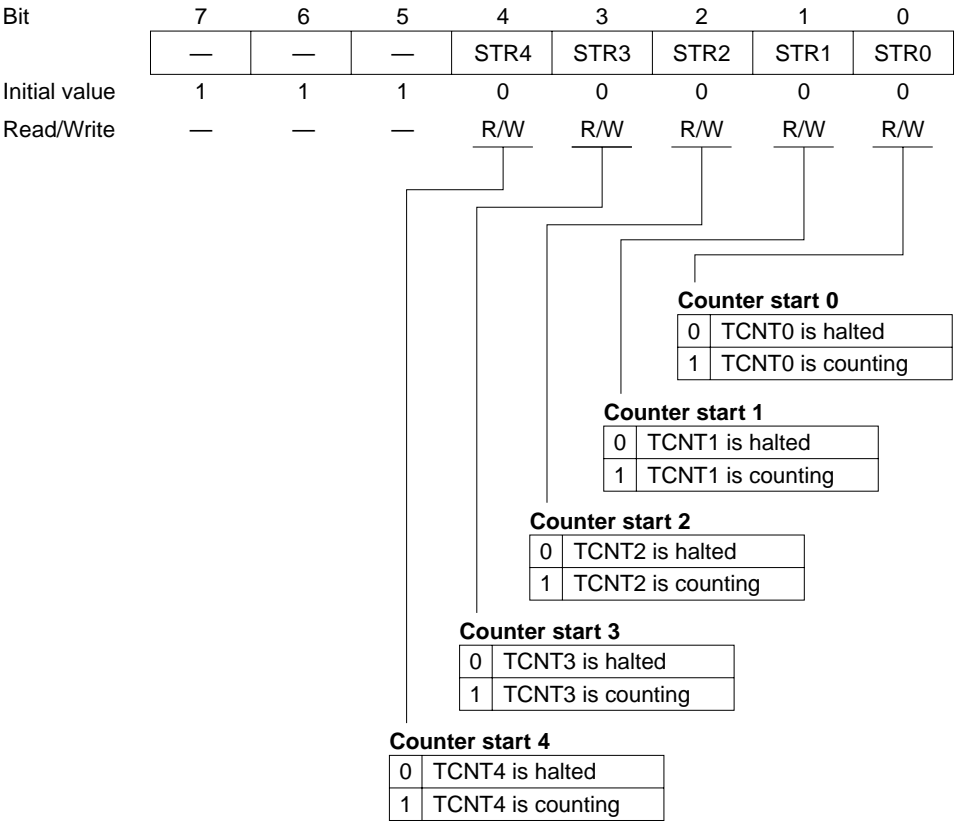 Bit 7 6 5 4 3 2 1 0
— — — STR4 STR3 STR2 STR1 STR0
Initial value 1 1 1 0 0 0 0 0
Read/Write — — — R/W R/W R/W R/W R/W
Counter start 0
0 TCNT0 is halted
1 TCNT0 is counting
Counter start 1
0 TCNT1 is halted
1 TCNT1 is counting
Counter start 2
0 TCNT2 is halted
1 TCNT2 is counting
Counter start 3
0 TCNT3 is halted
1 TCNT3 is counting
Counter start 4
0 TCNT4 is halted
1 TCNT4 is counting